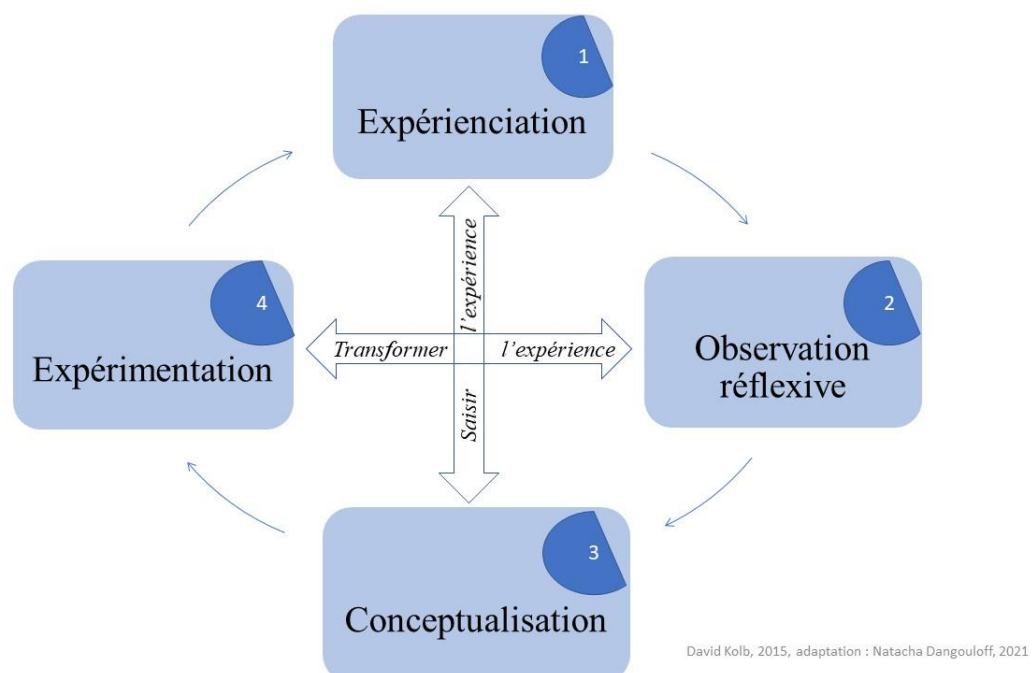 1
Expérienciation
2
Observation
réflexive
3
Conceptualisation
4
Expérimentation
Saisir l’expérience
Transformer l’expérience
David Kolb, 2015, adaptation : Natacha Dangouloff, 2021